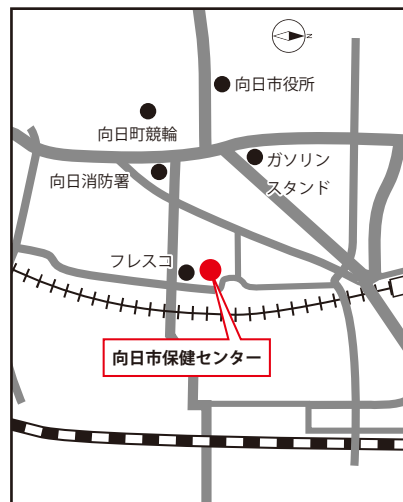 N
向日市役所
向日町競輪
ガソリン
スタンド
向日消防署
フレスコ
向日市保健センター